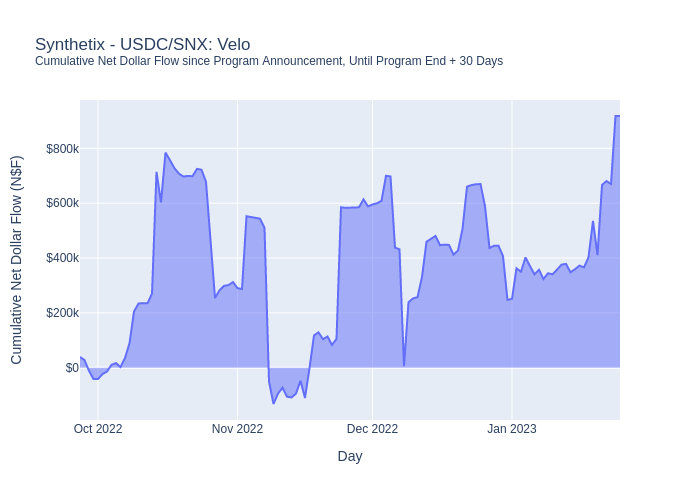 Synthetix - USDC/SNX: Velo
Cumulative Net Dollar Flow since Program Announcement, Until Program End + 30 Days
Cumulative Net Dollar Flow (N$F)
$800k
$600k
$400k
$200k
$0
Oct 2022
Nov 2022
Dec 2022
Jan 2023
Day